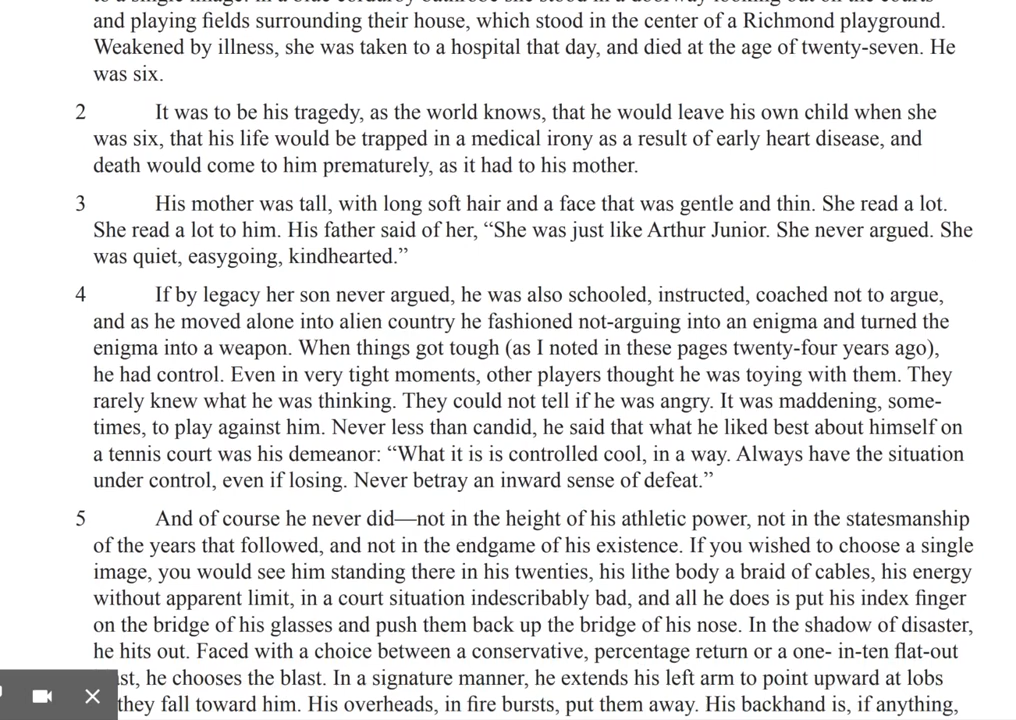 and playing fields surrounding their house, which stood in the center of a Richmond playground.
Weakened by illness, she was taken to a hospital that day, and died at the age of twenty-seven. He
was six.
2 It was to be his tragedy, as the world knows, that he would leave his own child when she
was six, that his life would be trapped in a medical irony as a result of early heart disease, and
death would come to him prematurely, as it had to his mother.
3 His mother was tall, with long soft hair and a face that was gentle and thin. She read a lot.
She read a lot to him. His father said of her, “She was just like Arthur Junior. She never argued. She
was quiet, easygoing, kindhearted.”
4 If by legacy her son never argued, he was also schooled, instructed, coached not to argue,
and as he moved alone into alien country he fashioned not-arguing into an enigma and turned the
enigma into a weapon. When things got tough (as I noted in these pages twenty-four years ago),
he had control. Even in very tight moments, other players thought he was toying with them. They
rarely knew what he was thinking. They could not tell if he was angry. It was maddening, some-
times, to play against him. Never less than candid, he said that what he liked best about himself on
a tennis court was his demeanor: “What it is is controlled cool, in a way. Always have the situation
under control, even if losing. Never betray an inward sense of defeat.”
5 And of course he never did—not in the height of his athletic power, not in the statesmanship
of the years that followed, and not in the endgame of his existence. If you wished to choose a single
image, you would see him standing there in his twenties, his lithe body a braid of cables, his energy
without apparent limit, in a court situation indescribably bad, and all he does is put his index finger
on the bridge of his glasses and push them back up the bridge of his nose. In the shadow of disaster,
he hits out. Faced with a choice between a conservative, percentage return or a one- in-ten flat-out
st, he chooses the blast. In a signature manner, he extends his left arm to point upward at lobs
they fall toward him. His overheads, in fire bursts, put them away. His backhand is, if anything,